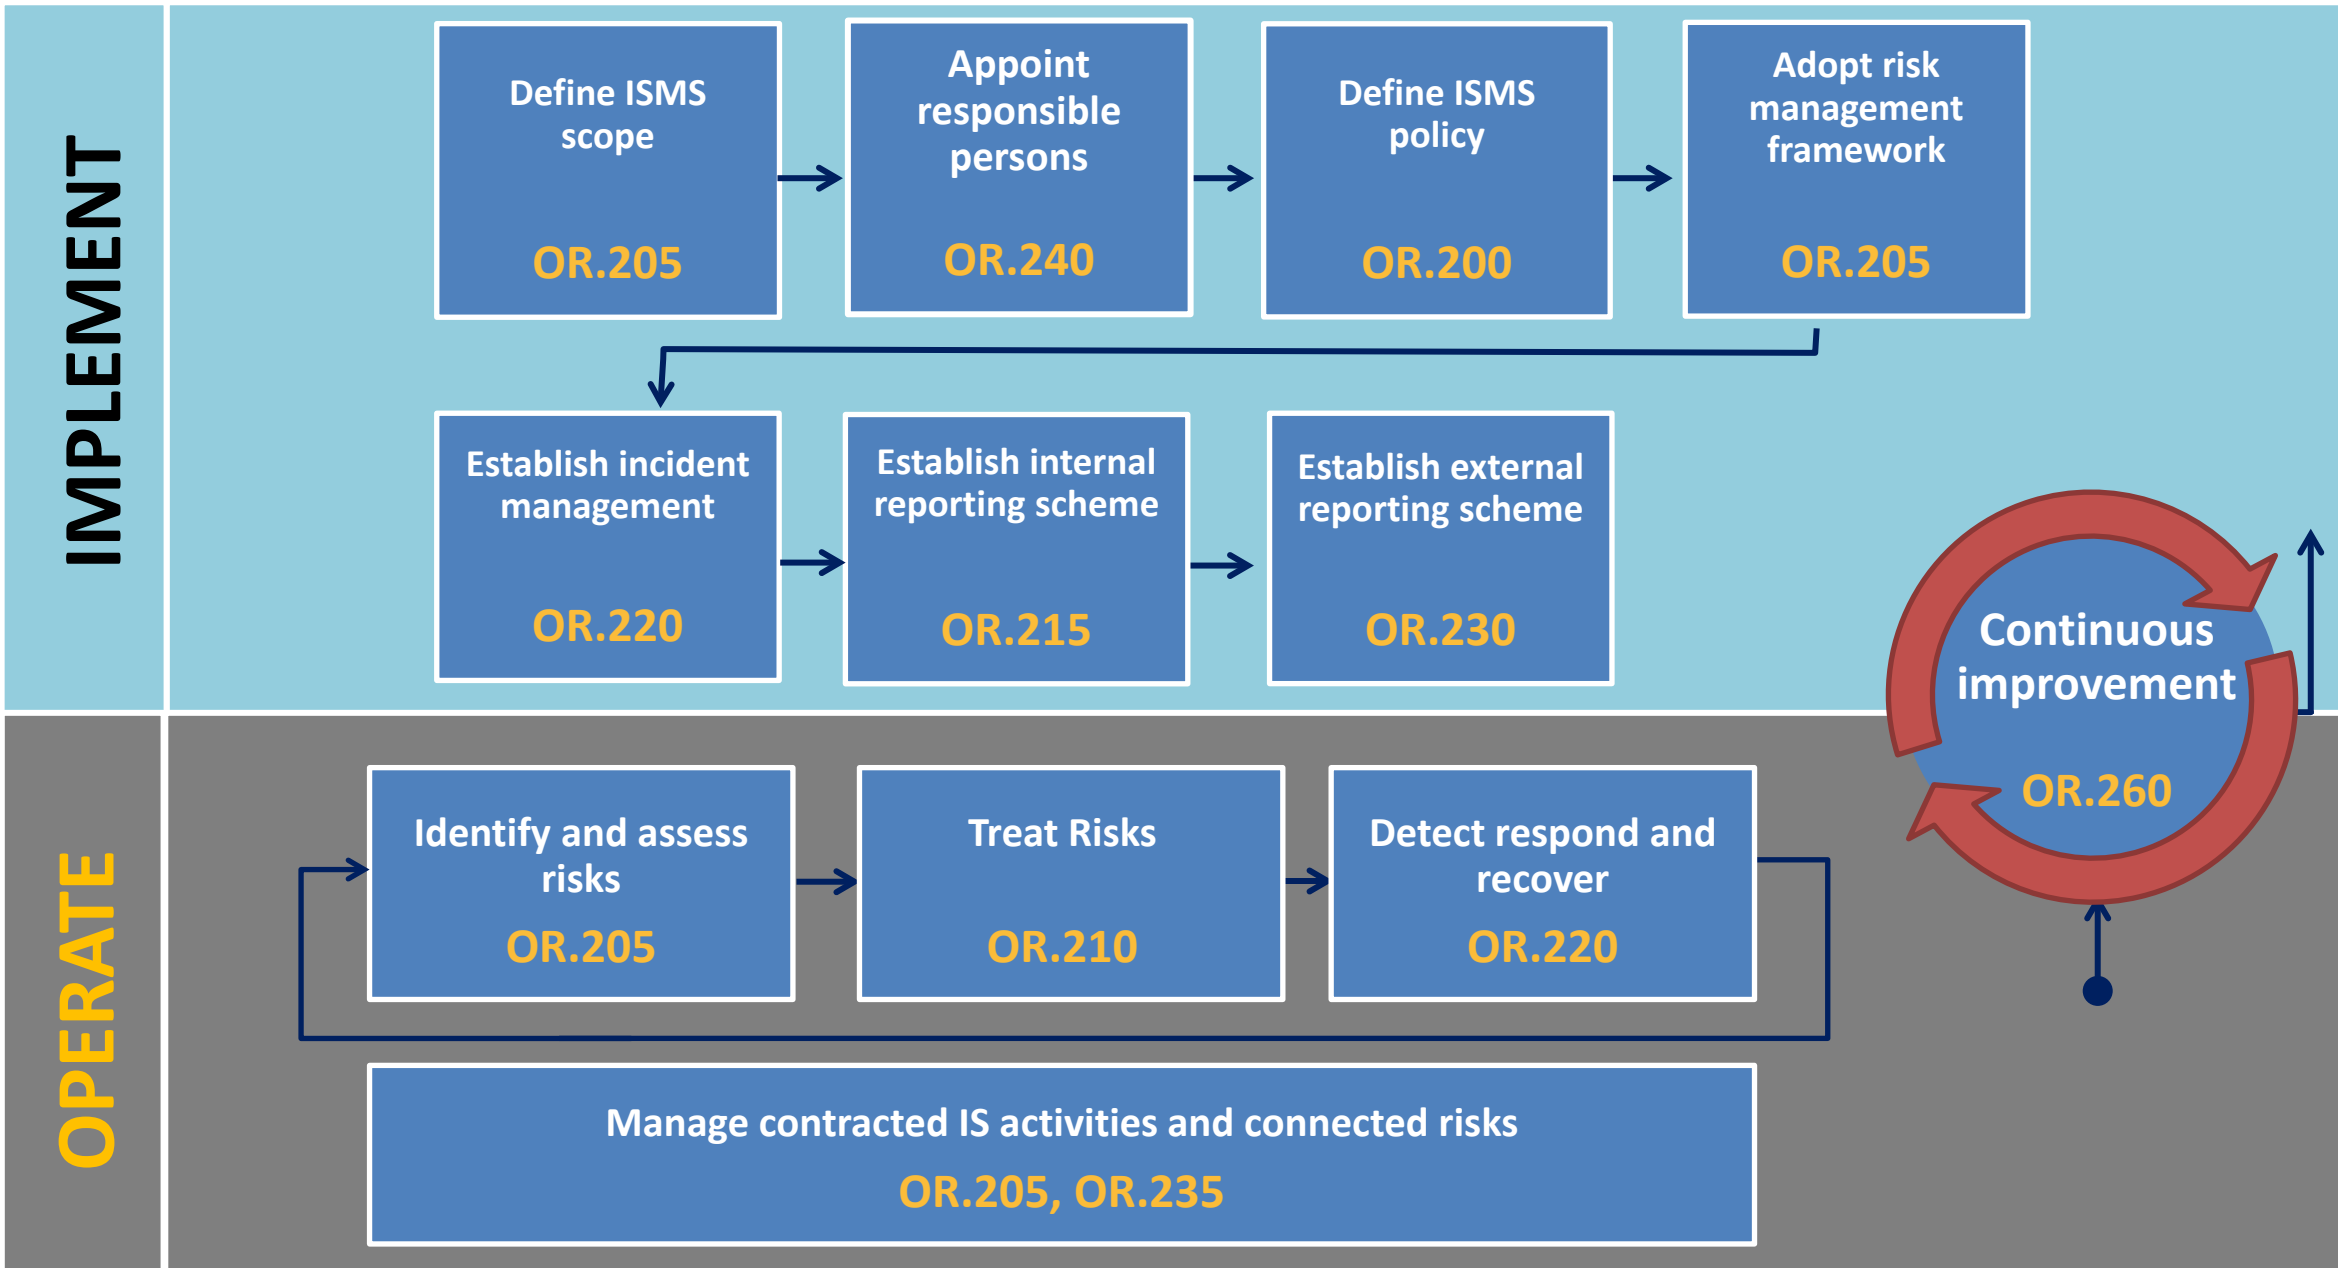 IMPLEMENT
Define ISMS
scope
OR.205
Appoint
responsible
persons
OR.240
Define ISMS
policy
OR.200
Adopt risk
management
framework
OR.205
Establish incident
management
OR.220
Establish internal
reporting scheme
OR.215
Establish external
reporting scheme
OR.230
Continuous
improvement
OR.260
OPERATE
Identify and assess
risks
OR.205
Treat Risks
OR.210
Detect respond and
recover
OR.220
Manage contracted IS activities and connected risks
OR.205, OR.235